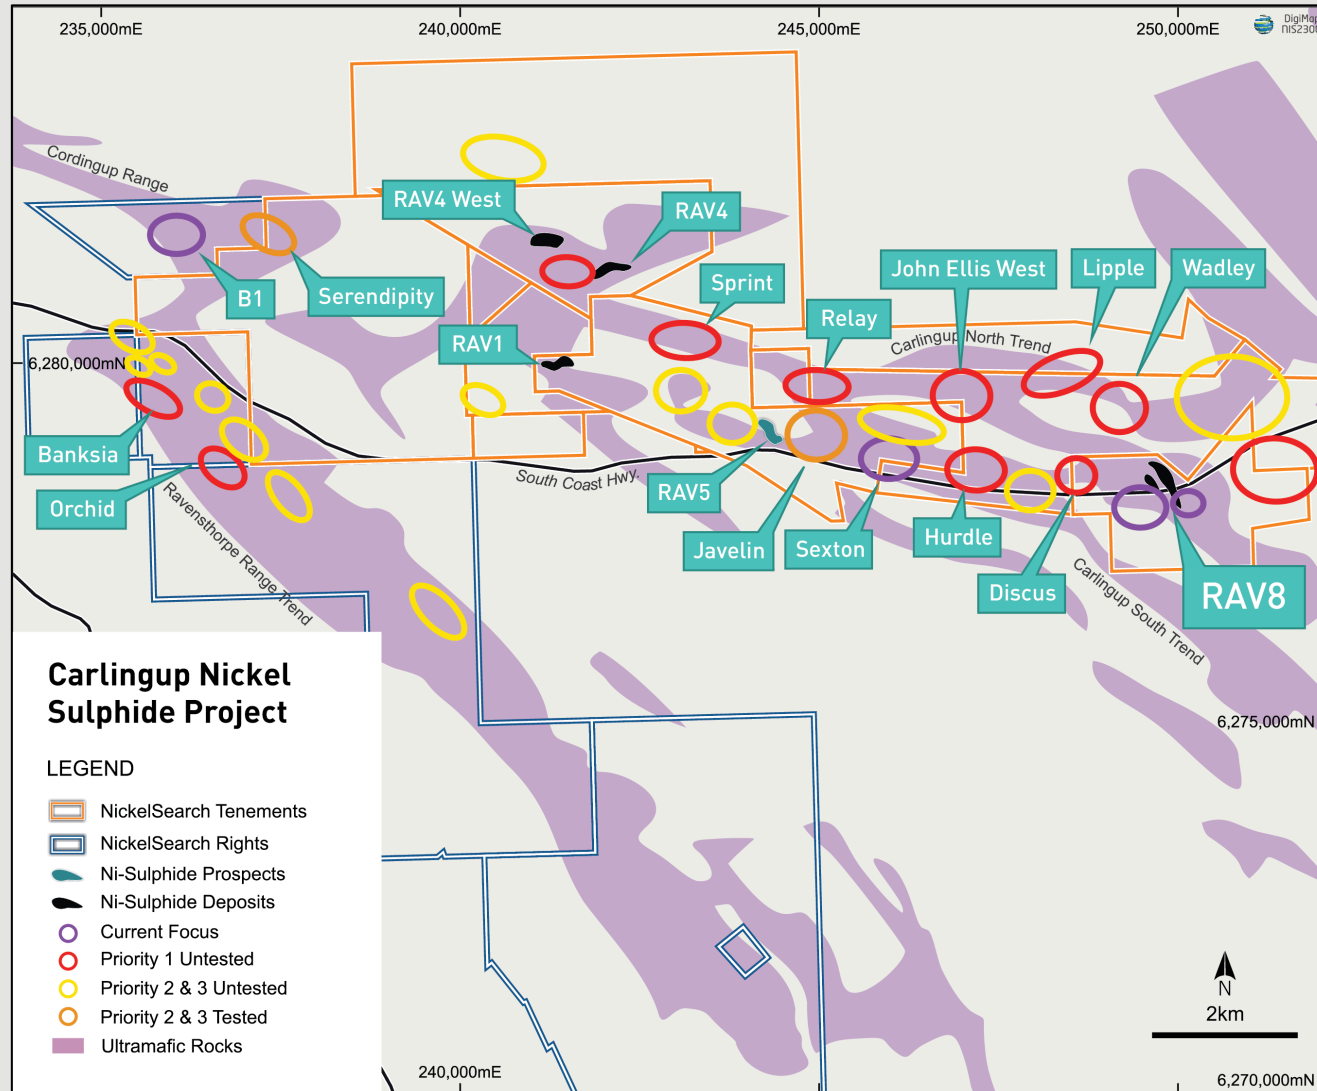 235,000mE
240,000mE
245,000mE
250,000mE
Cordingup Range
RAV4 West
RAV4
B1
Serendipity
Sprint
John Ellis West
Lipple
Wadley
Relay
RAV1
Carlingup North Trend
6,280,000mN
Banksia
Orchid
South Coast Hwy.
RAV5
Javelin
Sexton
Hurdle
Discus
RAV8
Ravensthorpe Range Trend
Carlingup South Trend
6,275,000mN
Carlingup Nickel
Sulphide Project
LEGEND
NickelSearch Tenements
NickelSearch Rights
Ni-Sulphide Prospects
Ni-Sulphide Deposits
Current Focus
Priority 1 Untested
Priority 2 & 3 Untested
Priority 2 & 3 Tested
Ultramafic Rocks
N
2km
240,000mE
6,270,000mN